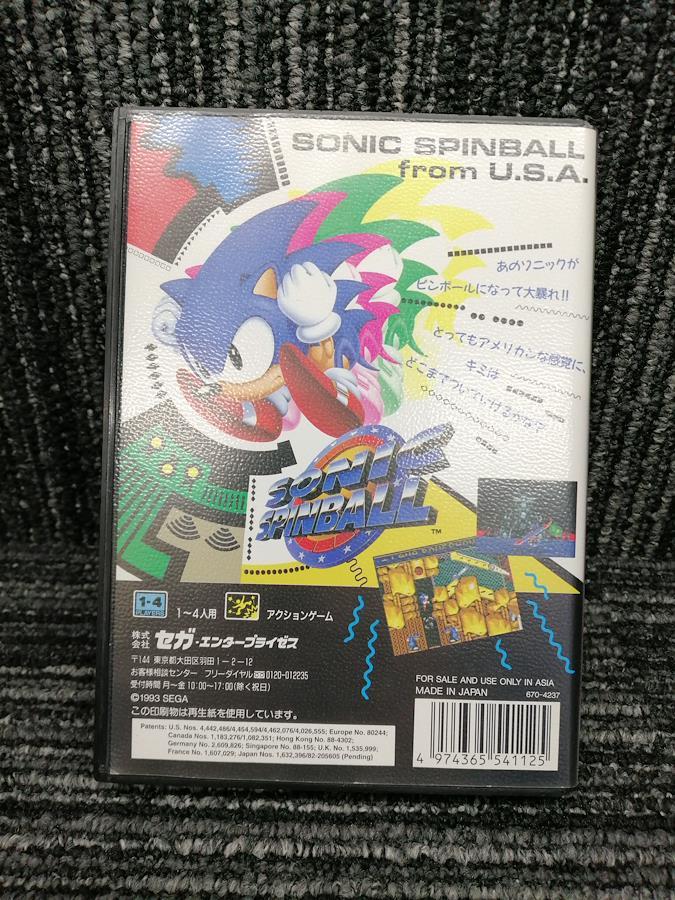 SONIC SPINBALL
from U.S.A.
あのソニックが
ピンボールになって大暴れ!!
とってもアメリカンな感覚に、
キミは
どこまでついて行けるかな?
SONIC
SPINBALL
TM
1-4
PLAYERS
1〜4人用
アクションゲーム
株式
会社 セガ・エンタープライゼス
〒144 東京都大田区羽田1-2-12
お客様相談センター フリーダイヤル 0120-012235
受付時間 月〜金 10:00〜17:00(除く祝日)
©1993 SEGA
この印刷物は再生紙を使用しています。
Patents: U.S. Nos. 4,442,486/4,454,594/4,462,076/4,026,555; Europe No. 80244;
Canada Nos. 1,183,276/1,082,351; Hong Kong No. 88-4302;
Germany No. 2,609,826; Singapore No. 88-155; U.K. No. 1,535,999;
France No. 1,607,029; Japan Nos. 1,632,396/82-205605 (Pending)
FOR SALE AND USE ONLY IN ASIA
MADE IN JAPAN
670-4237
4 974365 541125